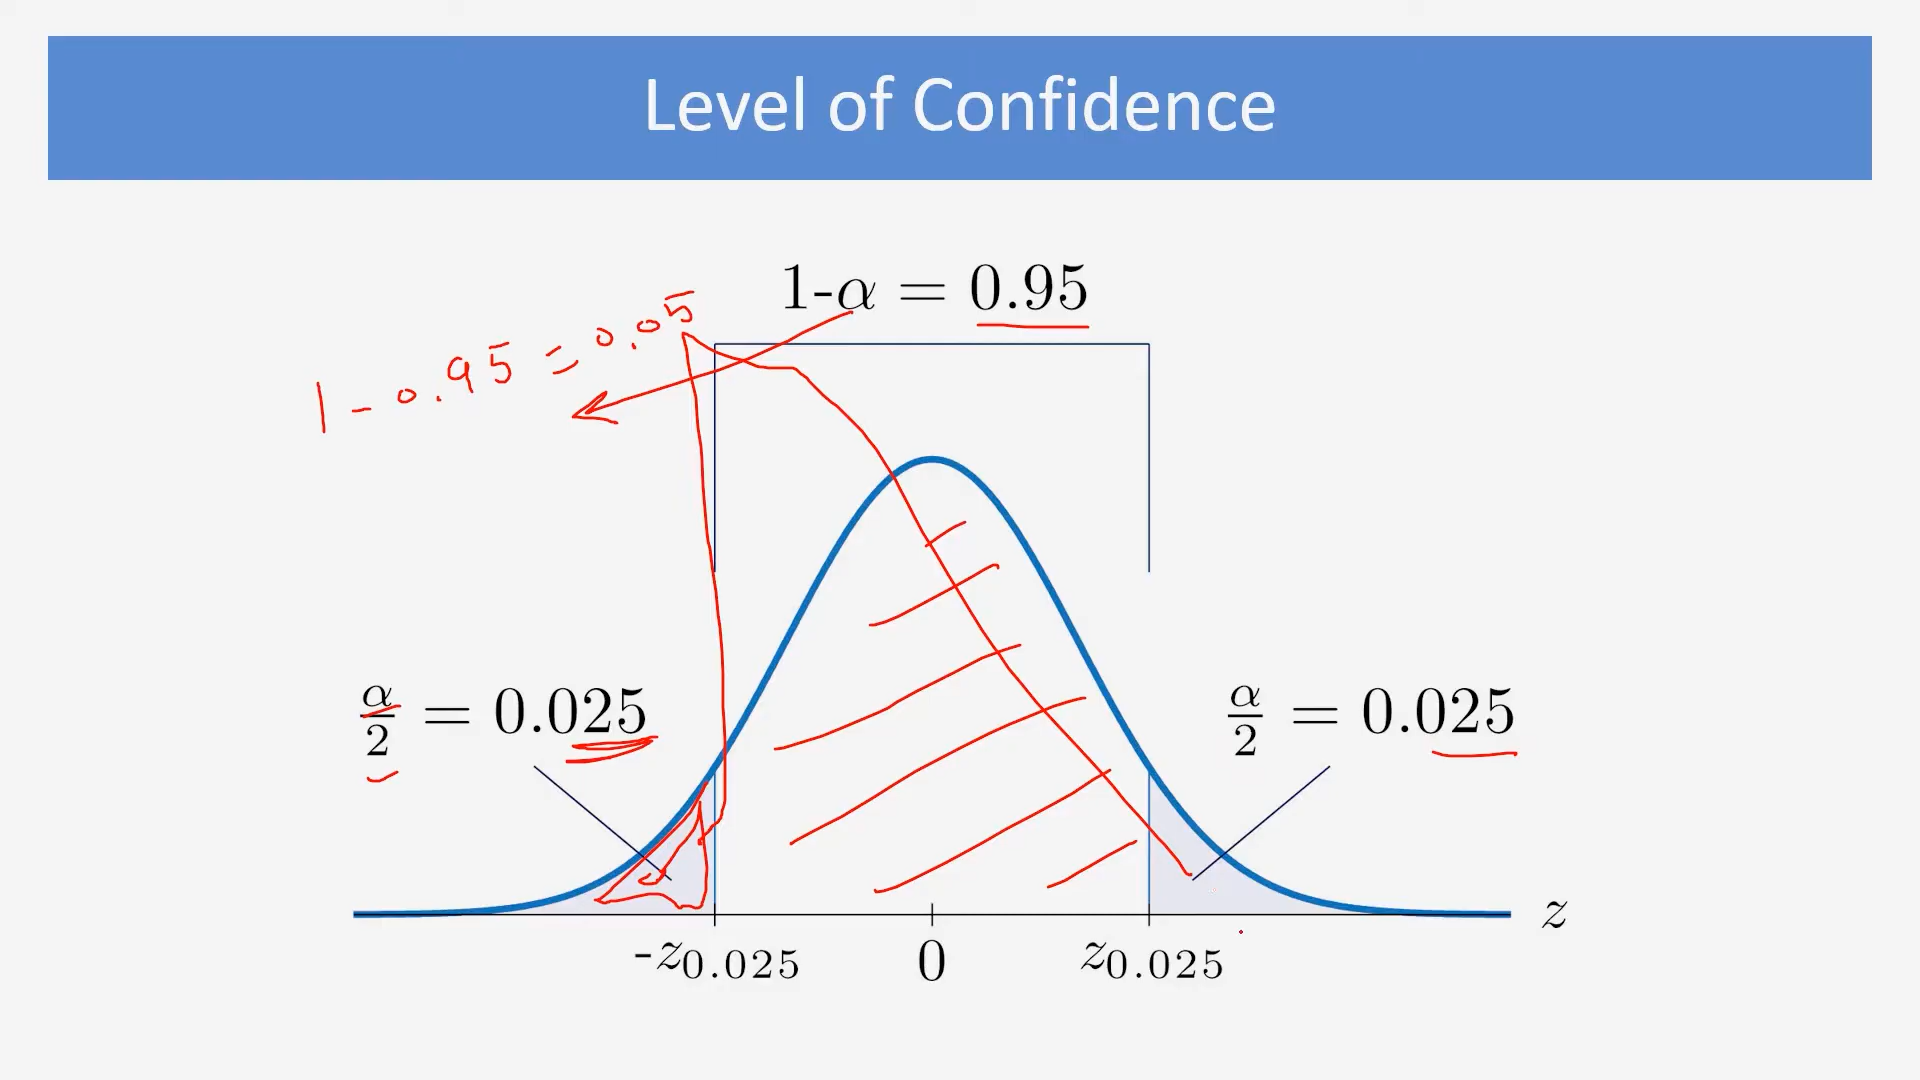 Level of Confidence
1-α = 0.95
1 - 0.95 = 0.05
α/2 = 0.025
α/2 = 0.025
-z0.025
0
z0.025
z